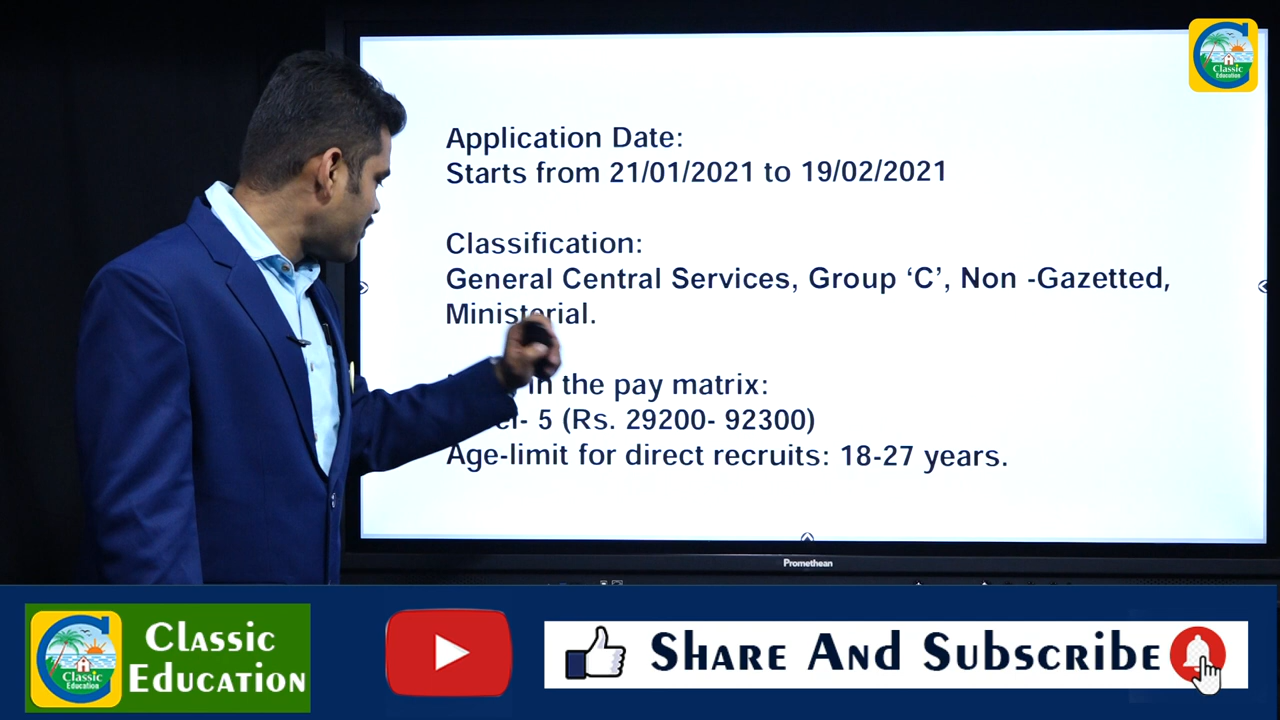 Classic
Education
Application Date:
Starts from 21/01/2021 to 19/02/2021
Classification:
General Central Services, Group ‘C’, Non -Gazetted,
Ministerial.
in the pay matrix:
- 5 (Rs. 29200- 92300)
Age-limit for direct recruits: 18-27 years.
Promethean
Classic
Education
Classic
Education
Share And Subscribe